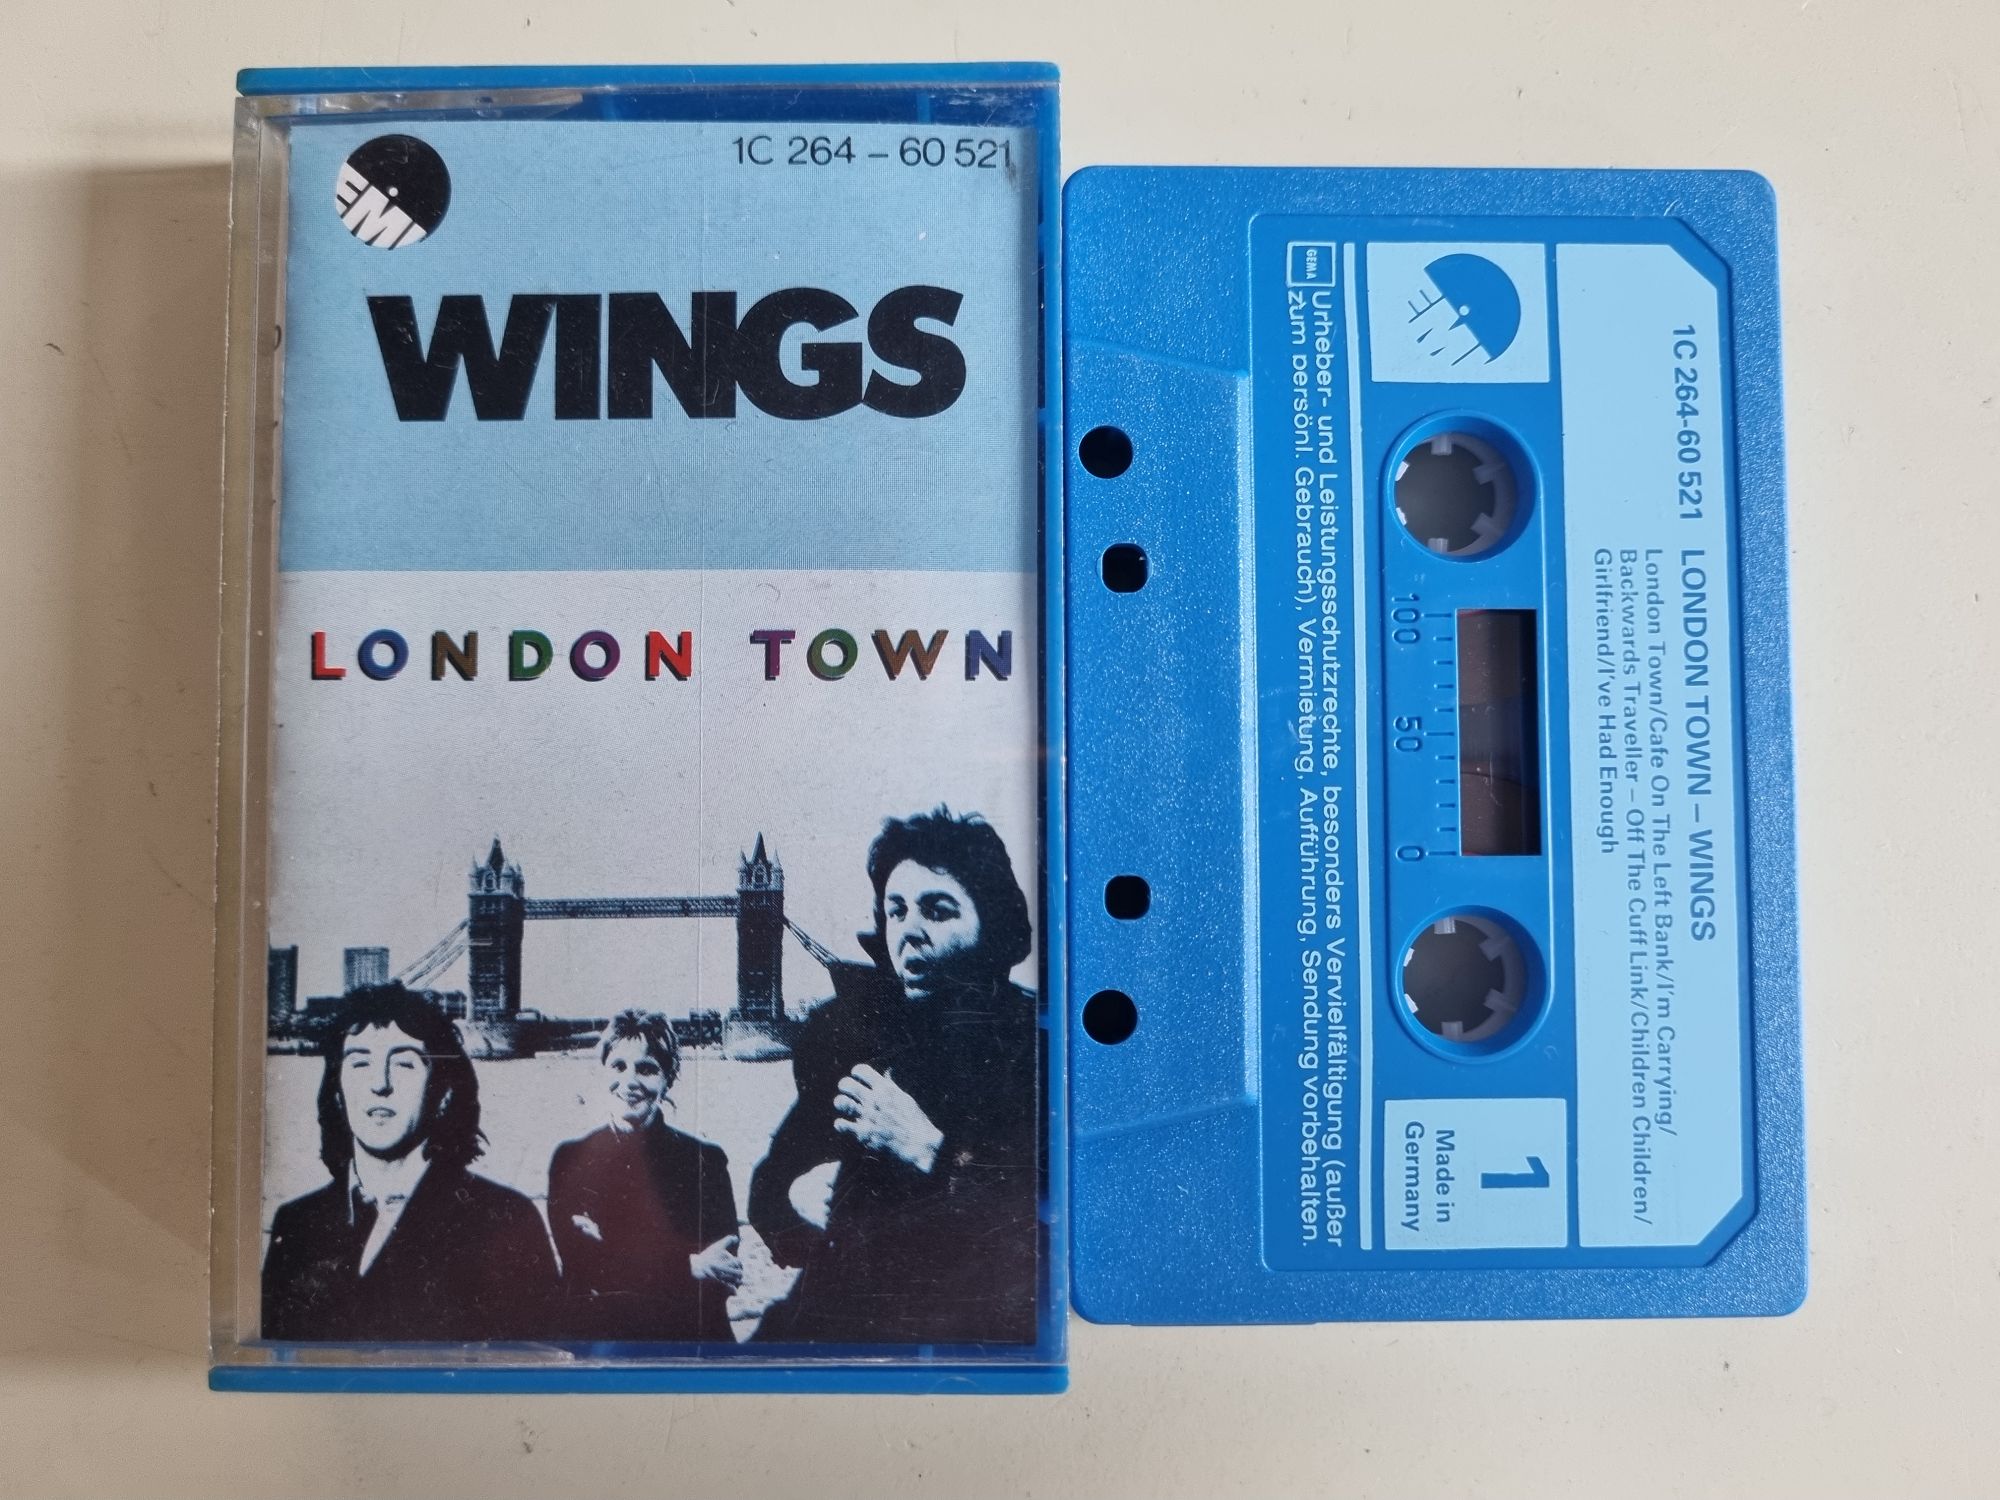 EMI
1C 264 – 60 521
WINGS
LONDON TOWN
1C 264-60 521 LONDON TOWN – WINGS
London Town/Cafe On The Left Bank/I'm Carrying/
Backwards Traveller – Off The Cuff Link/Children Children/
Girlfriend/I've Had Enough
EMI
100 50 0
1
Made in
Germany
GEMA
Urheber- und Leistungsschutzrechte, besonders Vervielfältigung (außer
zum persönl. Gebrauch), Vermietung, Aufführung, Sendung vorbehalten.